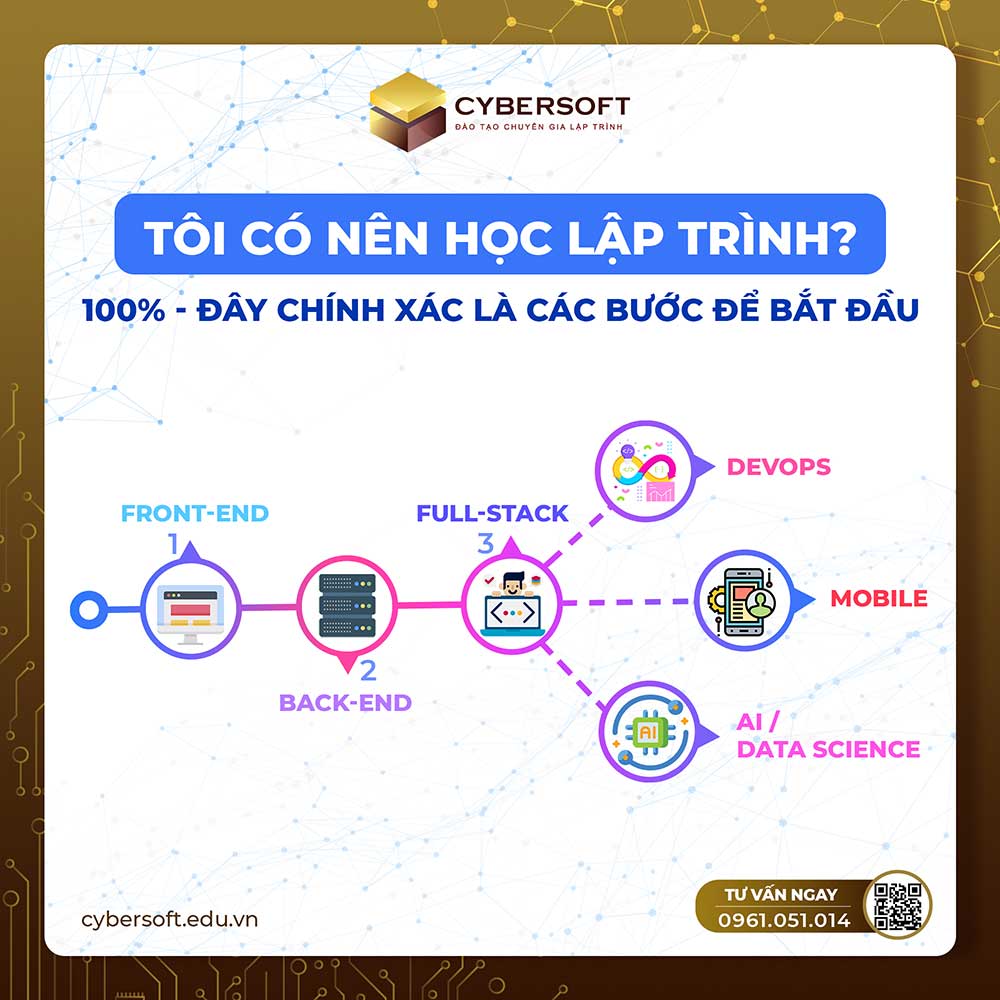 CYBERSOFT
ĐÀO TẠO CHUYÊN GIA LẬP TRÌNH
TÔI CÓ NÊN HỌC LẬP TRÌNH?
100% - ĐÂY CHÍNH XÁC LÀ CÁC BƯỚC ĐỂ BẮT ĐẦU
FRONT-END
1
2
BACK-END
FULL-STACK
3
DEVOPS
MOBILE
AI
AI /
DATA SCIENCE
cybersoft.edu.vn
TƯ VẤN NGAY
0961.051.014